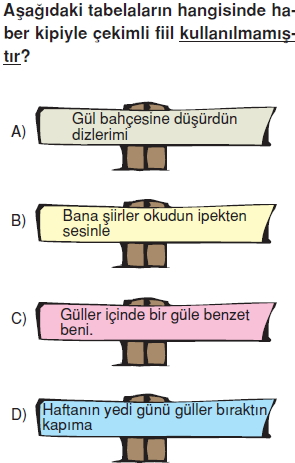 Aşağıdaki tabelaların hangisinde ha-
ber kipiyle çekimli fiil kullanılmamış-
tır?
A) Gül bahçesine düşürdün
dizlerimi
B) Bana şiirler okudun ipekten
sesinle
C) Güller içinde bir güle benzet
beni.
D) Haftanın yedi günü güller bıraktın
kapıma